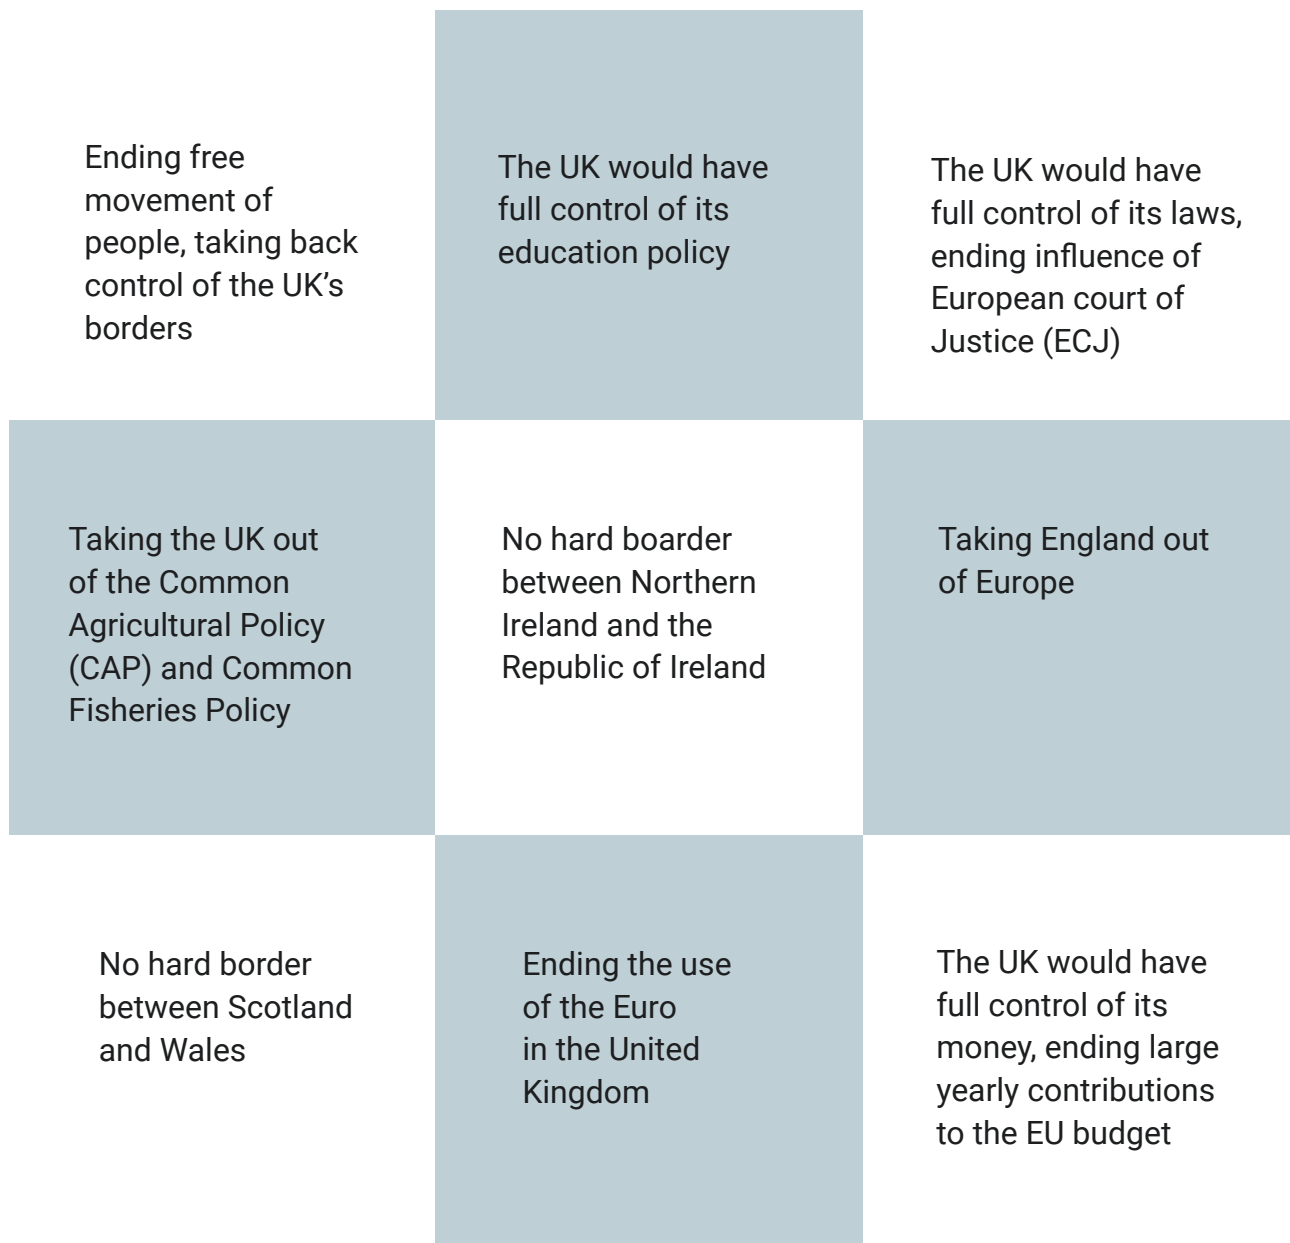 Ending free
movement of
people, taking back
control of the UK’s
borders
The UK would have
full control of its
education policy
The UK would have
full control of its laws,
ending influence of
European court of
Justice (ECJ)
Taking the UK out
of the Common
Agricultural Policy
(CAP) and Common
Fisheries Policy
No hard boarder
between Northern
Ireland and the
Republic of Ireland
Taking England out
of Europe
No hard border
between Scotland
and Wales
Ending the use
of the Euro
in the United
Kingdom
The UK would have
full control of its
money, ending large
yearly contributions
to the EU budget